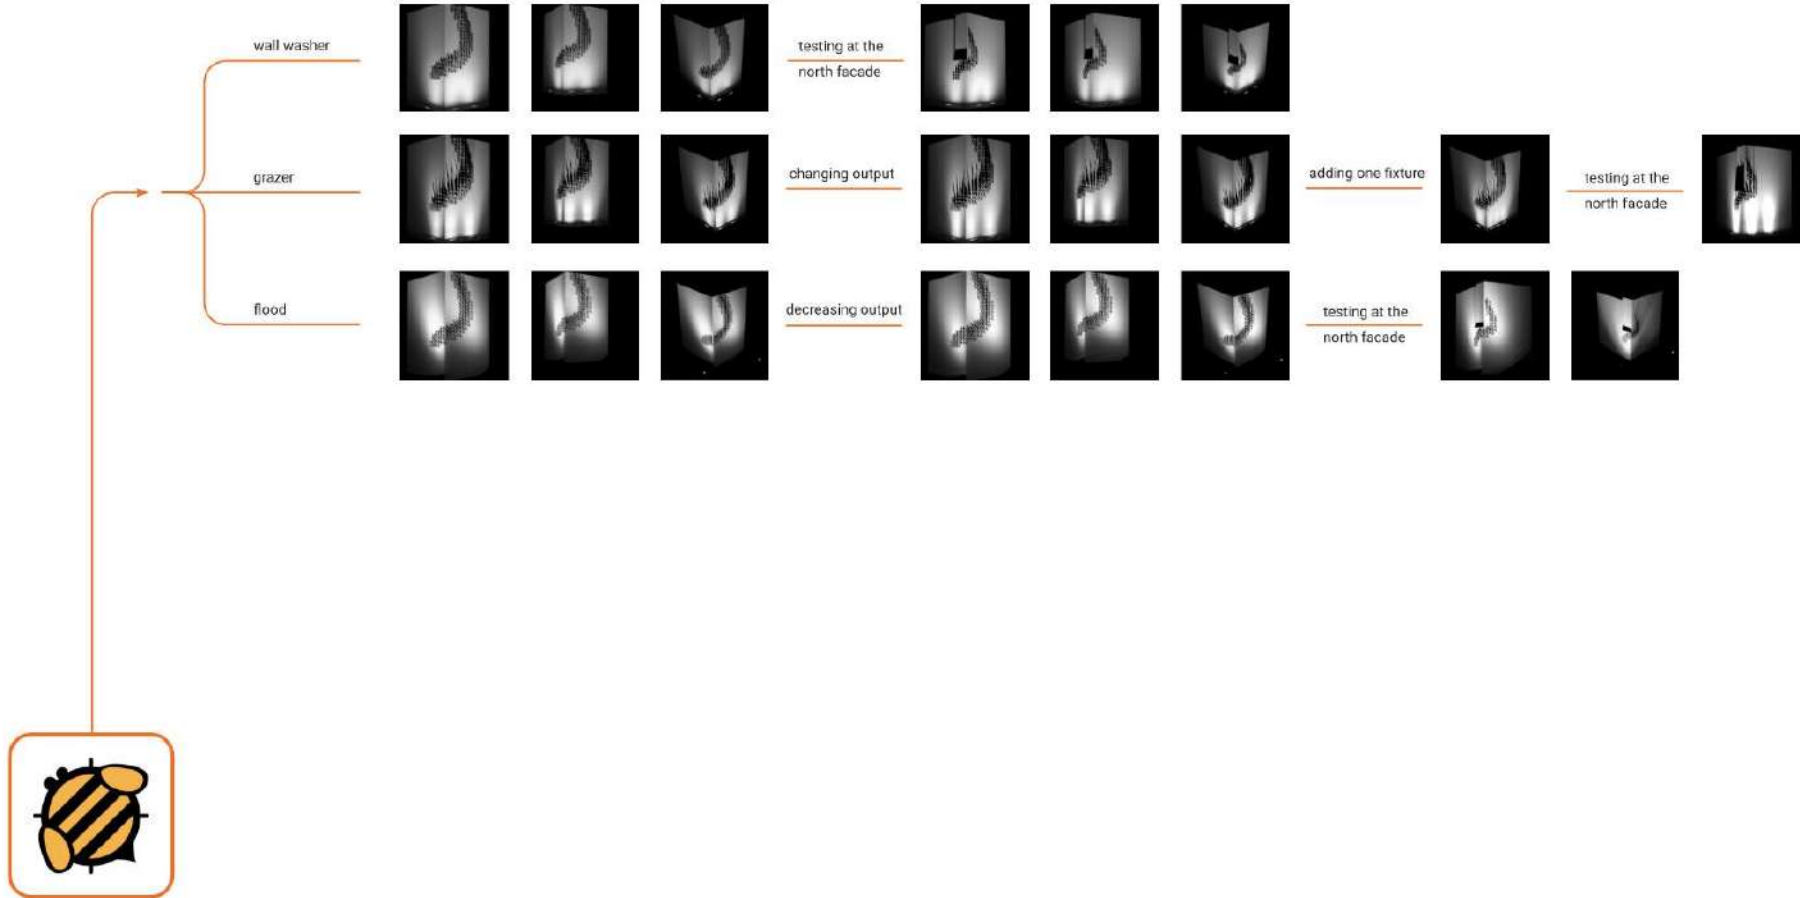 wall washer
testing at the
north facade
grazer
changing output
adding one fixture
testing at the
north facade
flood
decreasing output
testing at the
north facade